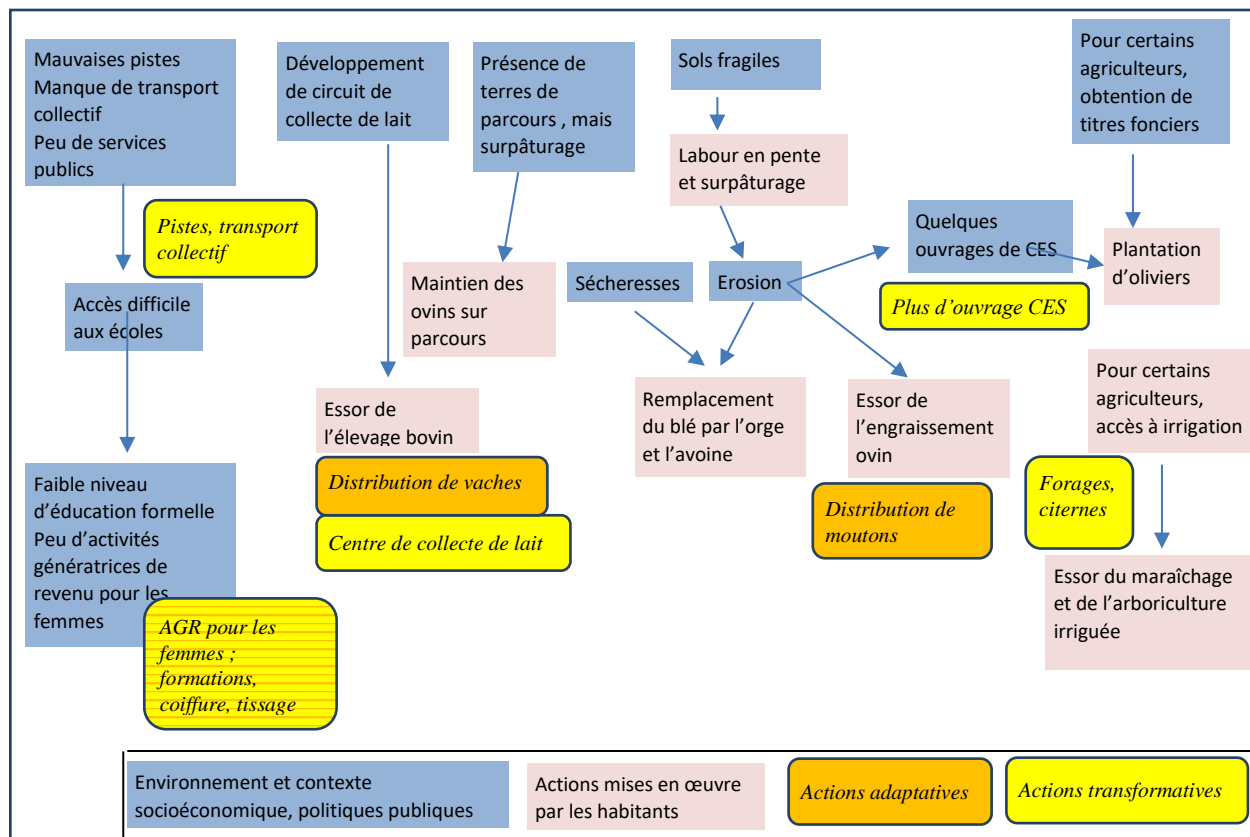 Mauvaises pistes
Manque de transport
collectif
Peu de services
publics
Développement
de circuit de
collecte de lait
Présence de
terres de
parcours , mais
surpâturage
Sols fragiles
Pour certains
agriculteurs,
obtention de
titres fonciers
Labour en pente
et surpâturage
Pistes, transport
collectif
Quelques
ouvrages de CES
Plantation
d’oliviers
Maintien des
ovins sur
parcours
Sécheresses
Erosion
Plus d’ouvrage CES
Accès difficile
aux écoles
Essor de
l’élevage bovin
Remplacement
du blé par l’orge
et l’avoine
Essor de
l’engraissement
ovin
Pour certains
agriculteurs,
accès à irrigation
Distribution de vaches
Centre de collecte de lait
Distribution de
moutons
Forages,
citernes
Faible niveau
d’éducation formelle
Peu d’activités
génératrices de
revenu pour les
femmes
AGR pour les
femmes ;
formations,
coiffure, tissage
Essor du maraîchage
et de l’arboriculture
irriguée
Environnement et contexte
socioéconomique, politiques publiques
Actions mises en œuvre
par les habitants
Actions adaptatives
Actions transformatives